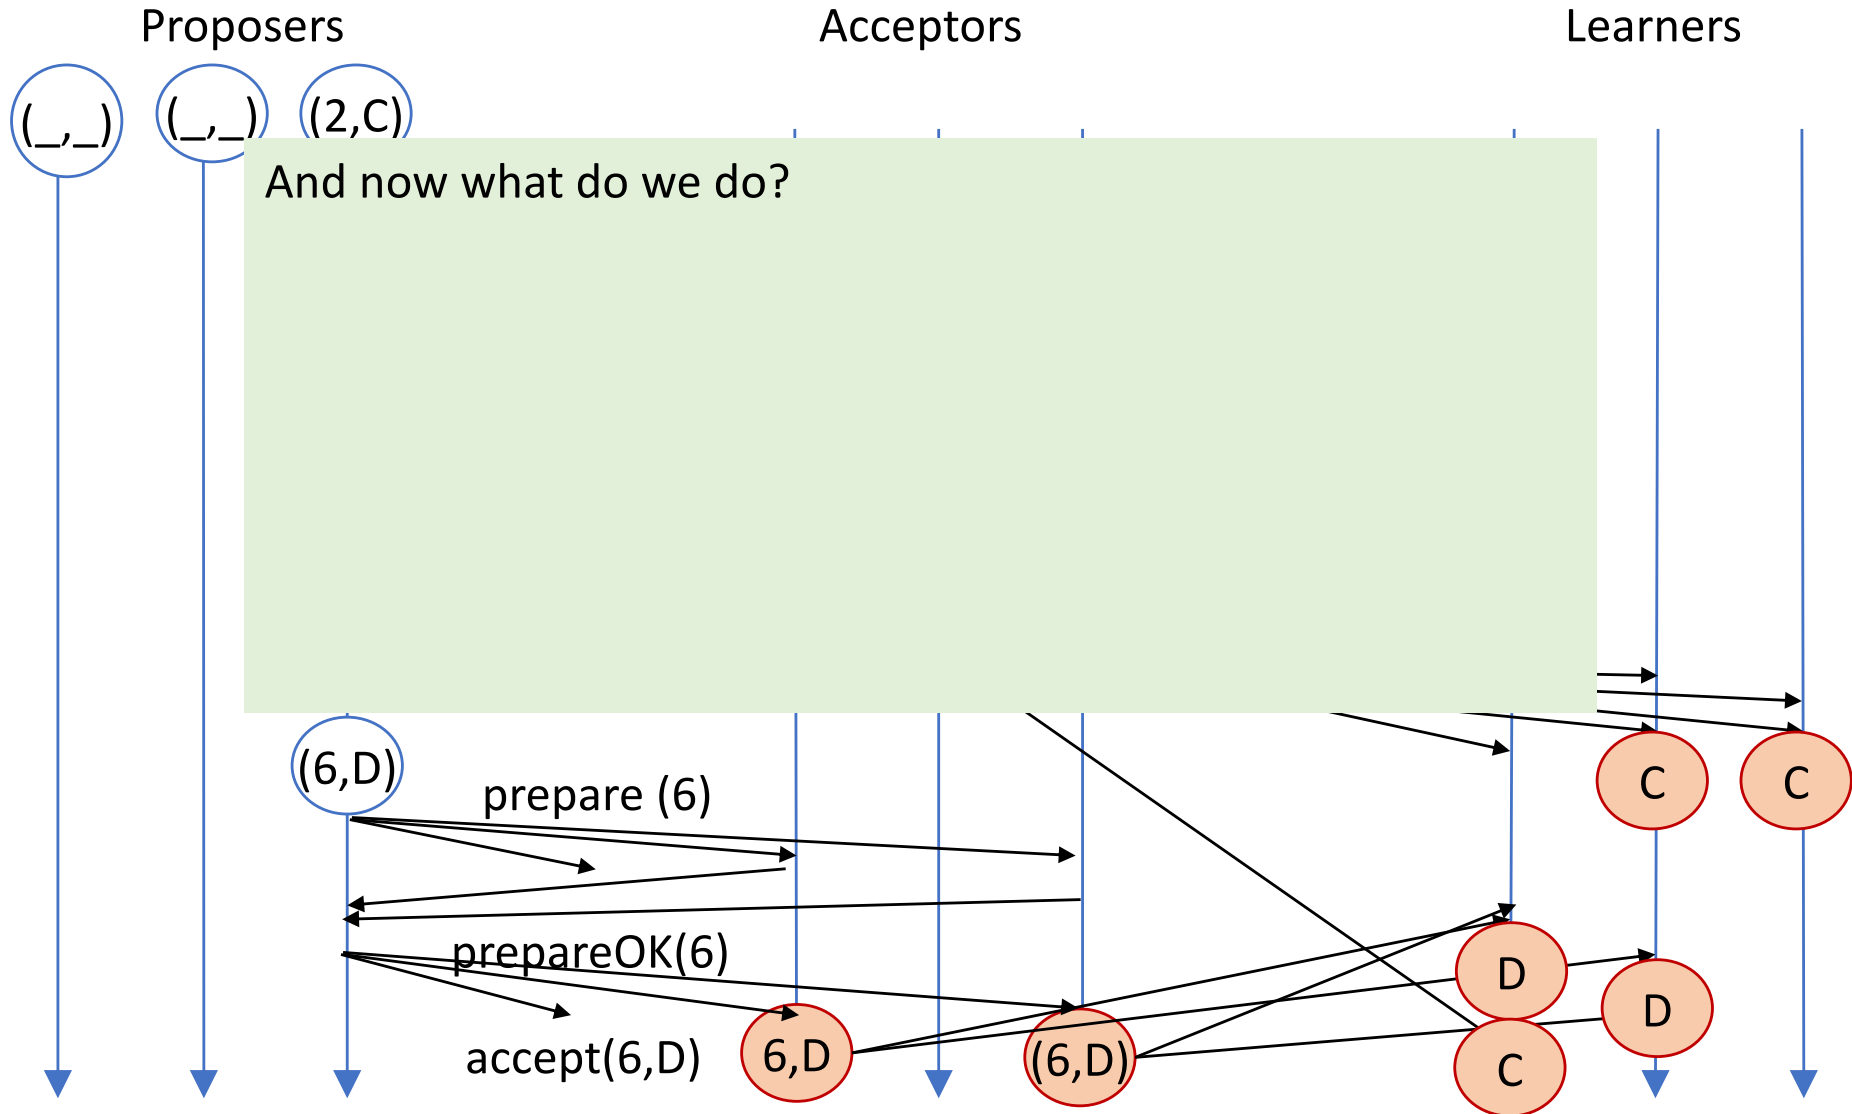 Proposers
Acceptors
Learners
(_,_)
(_,_)
(2,C)
And now what do we do?
(6,D)
prepare (6)
C
C
prepareOK(6)
D
D
accept(6,D)
6,D
(6,D)
C